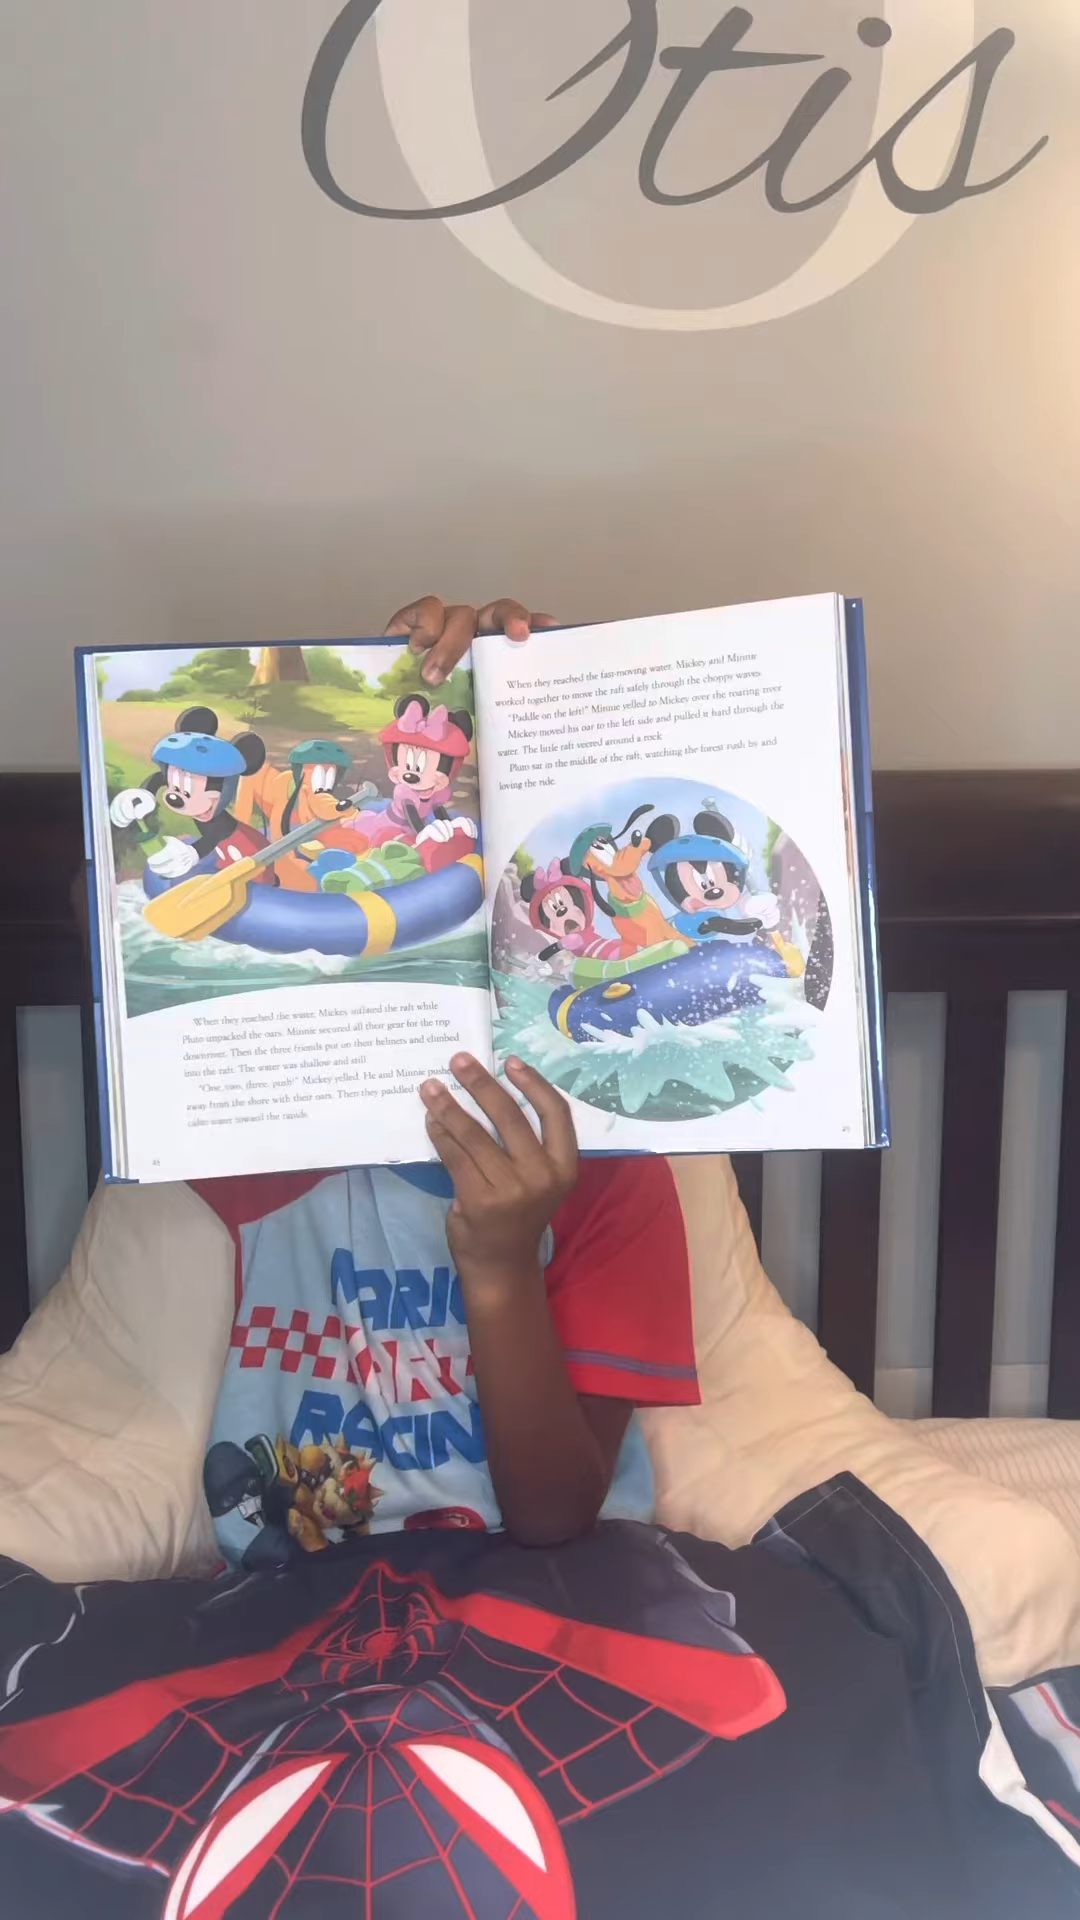 Otis
When they reached the water, Mickey inflated the raft while
Pluto unpacked the oars. Minnie secured all their gear for the trip
downriver. Then the three friends put on their helmets and climbed
into the raft. The water was shallow and still.
"One, two, three, push!" Mickey yelled. He and Minnie pushe
away from the shore with their oars. Then they paddled the
calm water toward the rapids.
When they reached the fast-moving water, Mickey and Minnie
worked together to move the raft safely through the choppy waves.
"Paddle on the left!" Minnie yelled to Mickey over the roaring river.
Mickey moved his oar to the left side and pulled it hard through the
water. The little raft veered around a rock.
Pluto sat in the middle of the raft, watching the forest rush by and
loving the ride.
MARIO
KART
RACIN